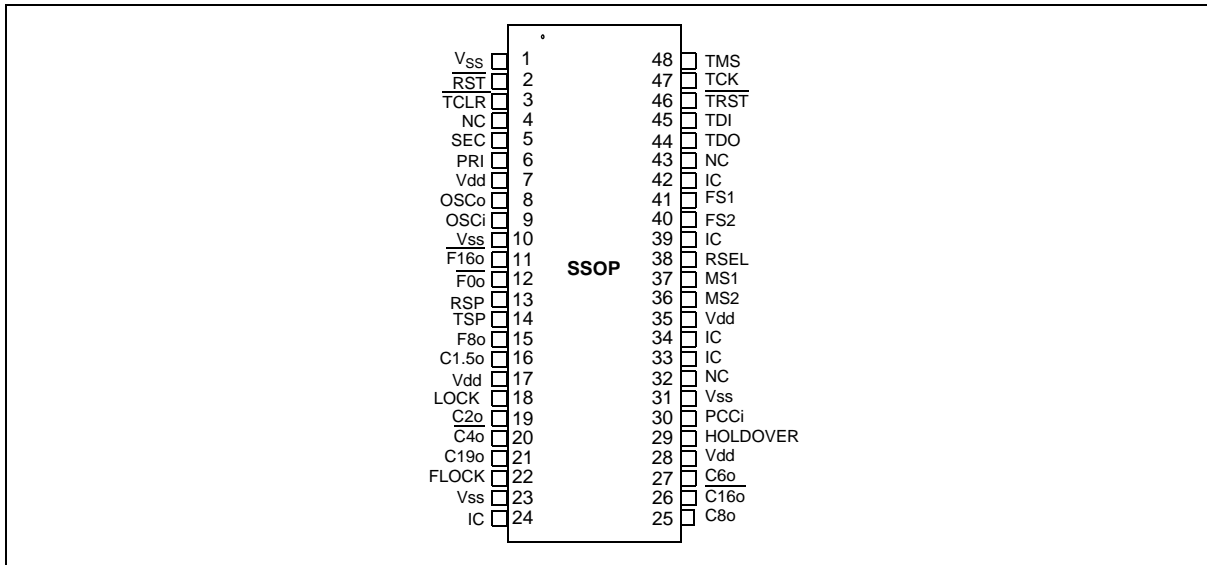 VSS 1 48 TMS
RST 2 47 TCK
TCLR 3 46 TRST
NC 4 45 TDI
SEC 5 44 TDO
PRI 6 43 NC
Vdd 7 42 IC
OSCo 8 41 FS1
OSCi 9 40 FS2
Vss 10 39 IC
F16o 11 38 RSEL
F0o 12 SSOP 37 MS1
RSP 13 36 MS2
TSP 14 35 Vdd
F8o 15 34 IC
C1.5o 16 33 IC
Vdd 17 32 NC
LOCK 18 31 Vss
C2o 19 30 PCCi
C4o 20 29 HOLDOVER
C19o 21 28 Vdd
FLOCK 22 27 C6o
Vss 23 26 C16o
IC 24 25 C8o